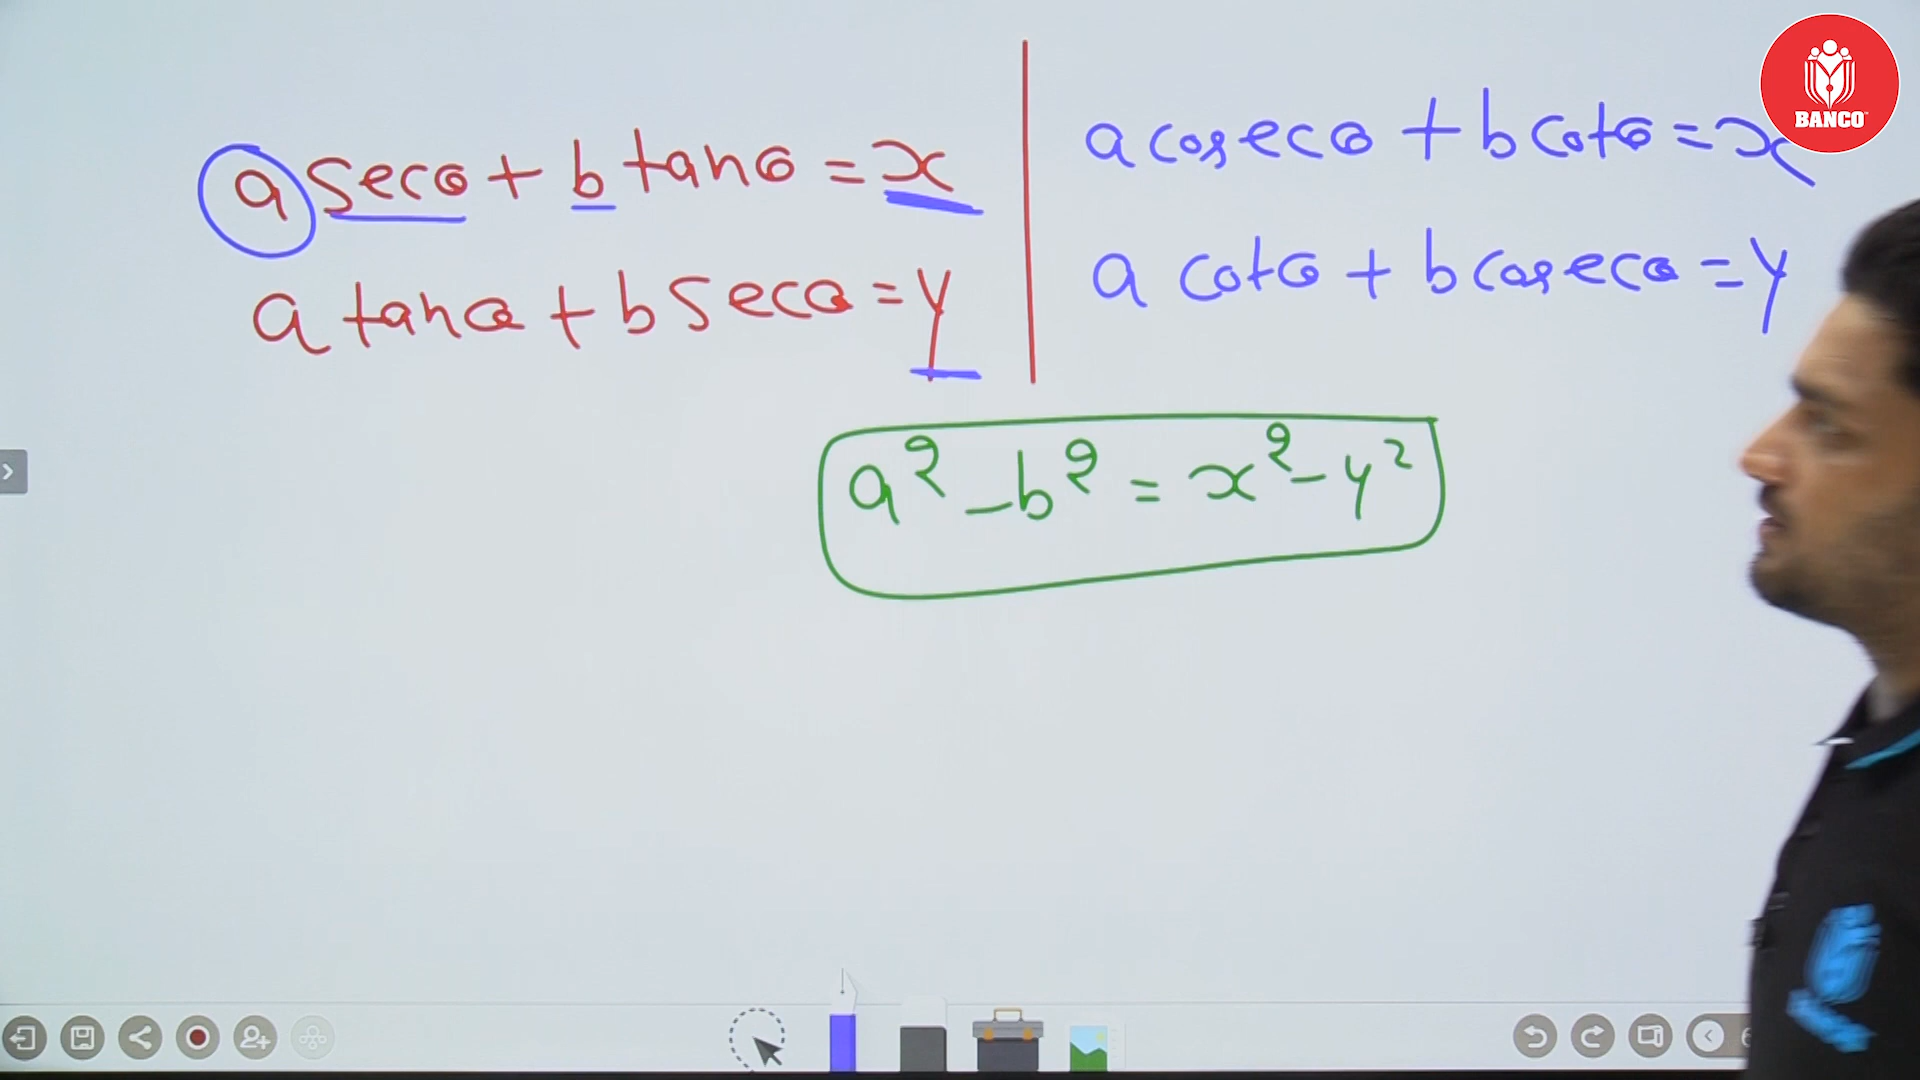 a secθ + b tanθ = x
a tanθ + b secθ = y
a cosecθ + b cotθ = x
a cotθ + b cosecθ = y
a² - b² = x² - y²
BANCO